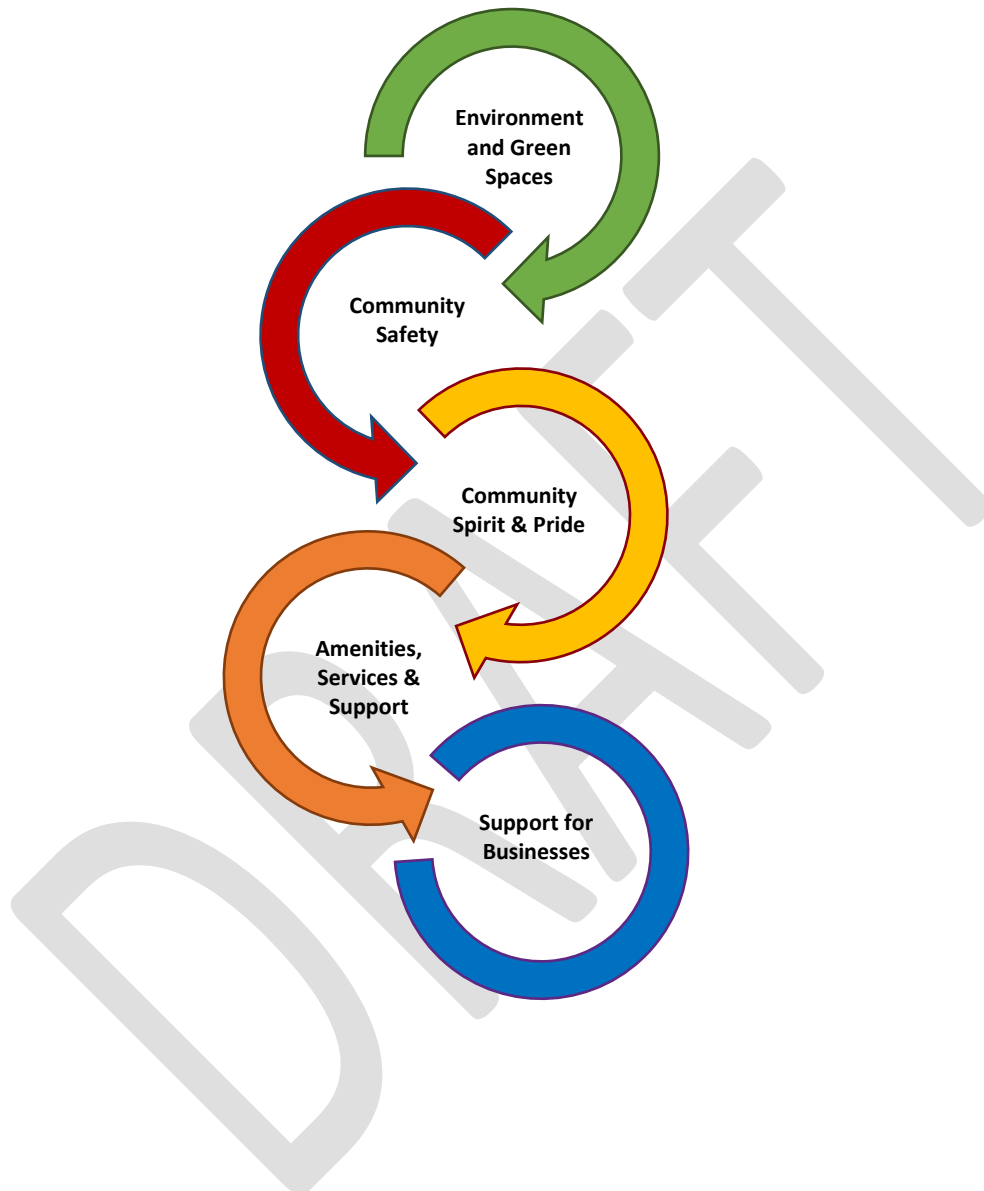 Environment
and Green
Spaces
Community
Safety
Community
Spirit & Pride
Amenities,
Services &
Support
Support for
Businesses
DRAFT